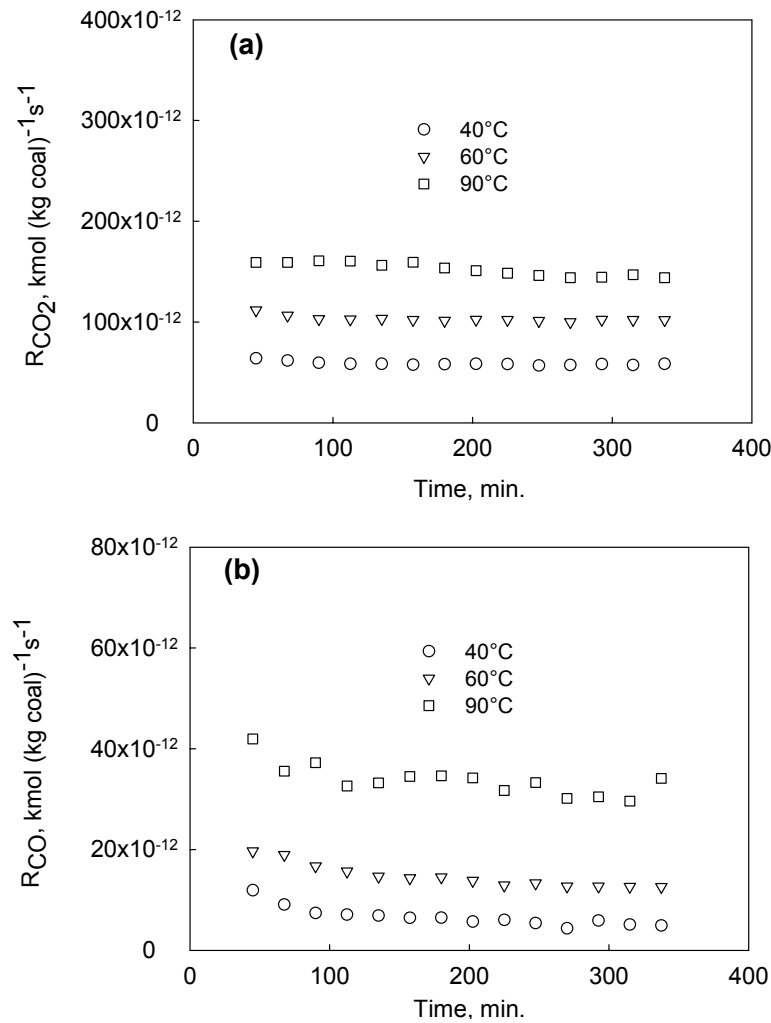 (a)
R_CO2, kmol (kg coal)^-1s^-1
400x10^-12
300x10^-12
200x10^-12
100x10^-12
0
40°C
60°C
90°C
0 100 200 300 400
Time, min.
(b)
R_CO, kmol (kg coal)^-1s^-1
80x10^-12
60x10^-12
40x10^-12
20x10^-12
0
40°C
60°C
90°C
0 100 200 300 400
Time, min.